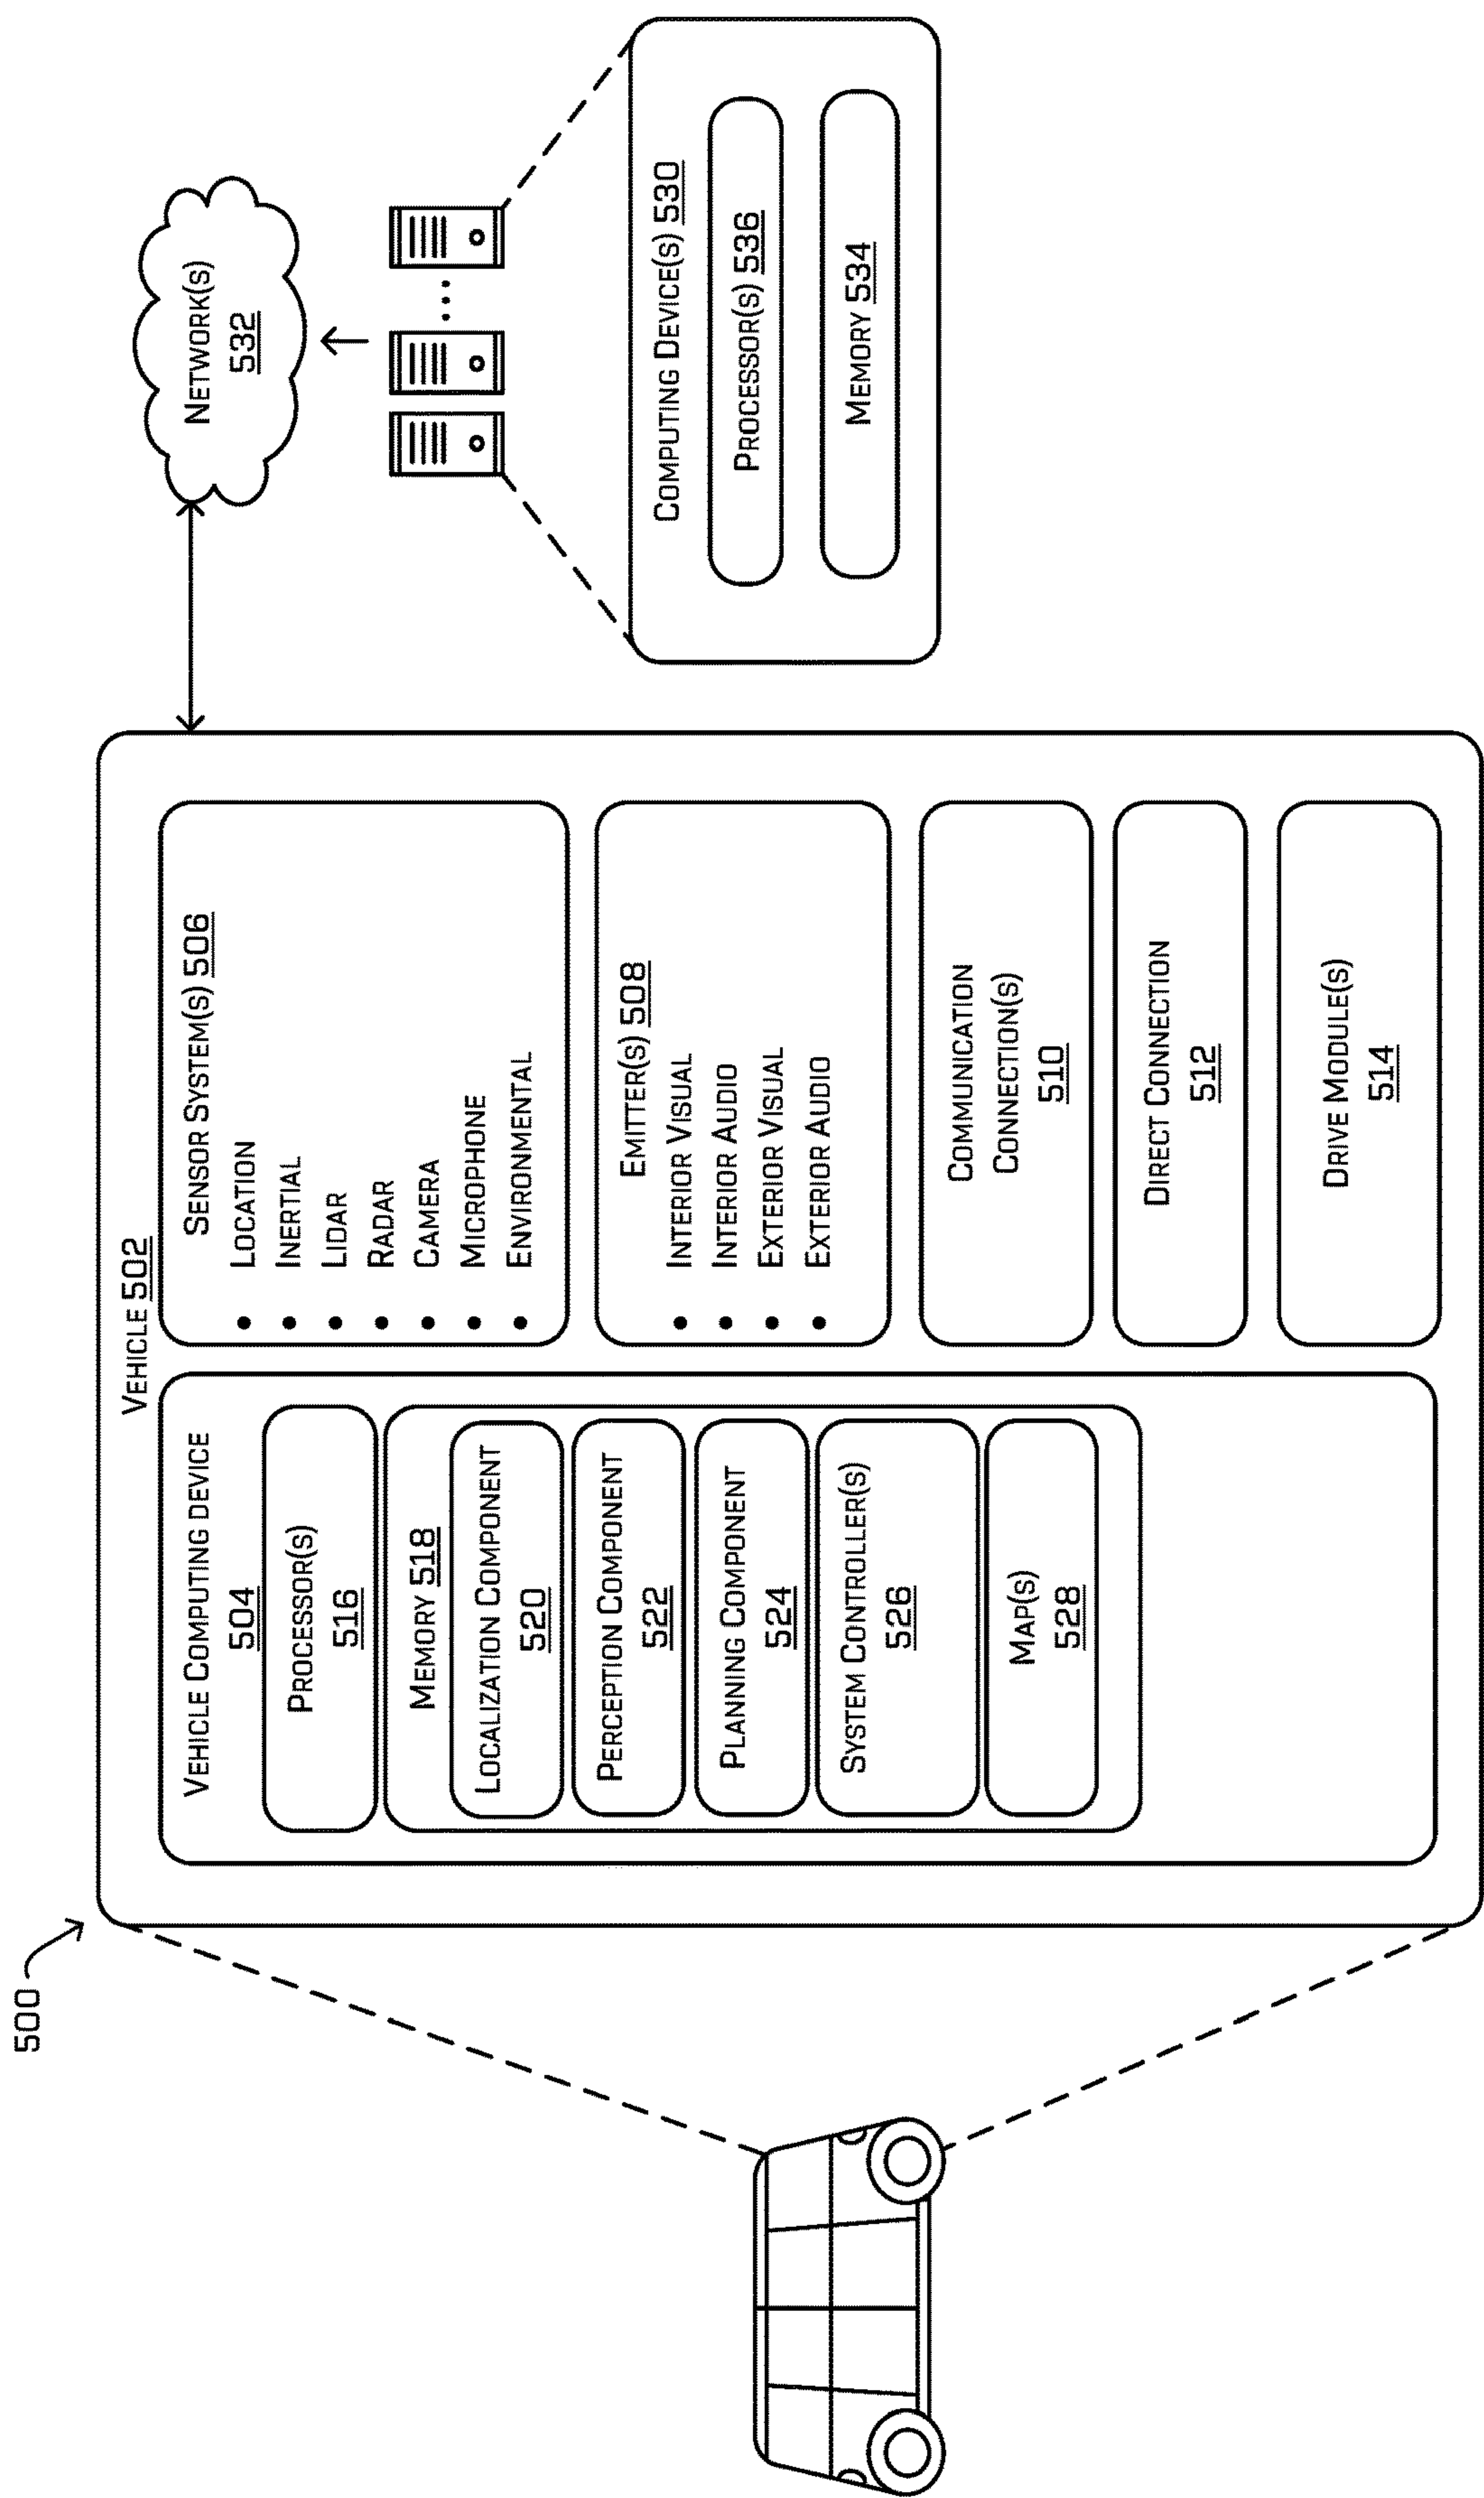 500
VEHICLE 502
VEHICLE COMPUTING DEVICE
504
PROCESSOR(S)
516
MEMORY 518
LOCALIZATION COMPONENT
520
PERCEPTION COMPONENT
522
PLANNING COMPONENT
524
SYSTEM CONTROLLER(S)
526
MAP(S)
528
SENSOR SYSTEM(S) 506
• LOCATION
• INERTIAL
• LIDAR
• RADAR
• CAMERA
• MICROPHONE
• ENVIRONMENTAL
EMITTER(S) 508
• INTERIOR VISUAL
• INTERIOR AUDIO
• EXTERIOR VISUAL
• EXTERIOR AUDIO
COMMUNICATION
CONNECTION(S)
510
DIRECT CONNECTION
512
DRIVE MODULE(S)
514
NETWORK(S)
532
COMPUTING DEVICE(S) 530
PROCESSOR(S) 536
MEMORY 534